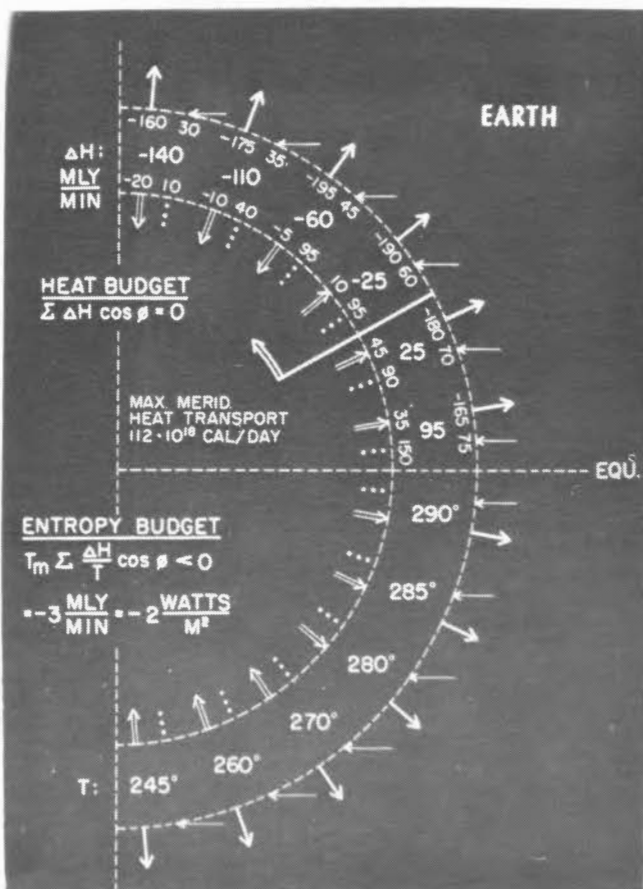 EARTH
ΔH:
MLY
MIN
-160 30
-175 35
-195 45
-190 60
-180 70
-165 75
-140
-110
-60
-25
25
95
-20 10
-10 40
-5 95
10 95
45 90
35 150
HEAT BUDGET
Σ ΔH cos ø = 0
MAX. MERID.
HEAT TRANSPORT
112·10¹⁸ CAL/DAY
EQU.
ENTROPY BUDGET
Tm Σ ΔH/T cos ø < 0
= -3 MLY/MIN = -2 WATTS/M²
290°
285°
280°
270°
260°
T: 245°